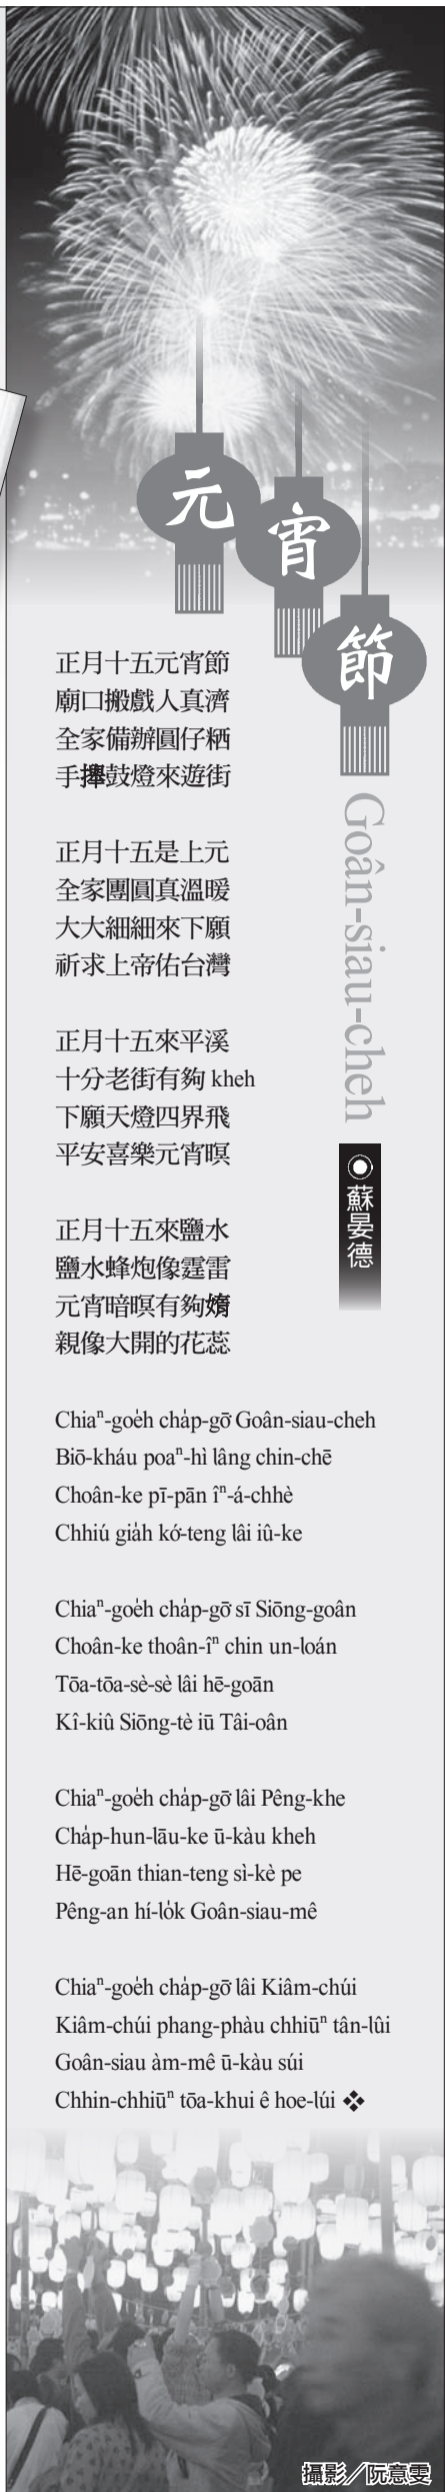 元宵節
Goân-siau-cheh
蘇晏德
正月十五元宵節
廟口搬戲人真濟
全家備辦圓仔粞
手攑鼓燈來遊街
正月十五是上元
全家團圓真溫暖
大大細細來下願
祈求上帝佑台灣
正月十五來平溪
十分老街有夠 kheh
下願天燈四界飛
平安喜樂元宵暝
正月十五來鹽水
鹽水蜂炮像霆雷
元宵暗暝有夠媠
親像大開的花蕊
Chiaⁿ-goe̍h cha̍p-gō͘ Goân-siau-cheh
Biō-kháu poaⁿ-hì lâng chin-chē
Choân-ke pī-pān îⁿ-á-chhè
Chhiú gia̍h kó͘-teng lâi iû-ke
Chiaⁿ-goe̍h cha̍p-gō͘ sī Siōng-goân
Choân-ke thoân-îⁿ chin un-loán
Tōa-tōa-sè-sè lâi hē-goān
Kî-kiû Siōng-tè iū Tâi-oân
Chiaⁿ-goe̍h cha̍p-gō͘ lâi Pêng-khe
Cha̍p-hun-lāu-ke ū-kàu kheh
Hē-goān thian-teng sì-kè pe
Pêng-an hí-lo̍k Goân-siau-mê
Chiaⁿ-goe̍h cha̍p-gō͘ lâi Kiâm-chúi
Kiâm-chúi phang-phàu chhiūⁿ tân-lûi
Goân-siau àm-mê ū-kàu súi
Chhin-chhiūⁿ tōa-khui ê hoe-lúi ❖
攝影／阮意雯